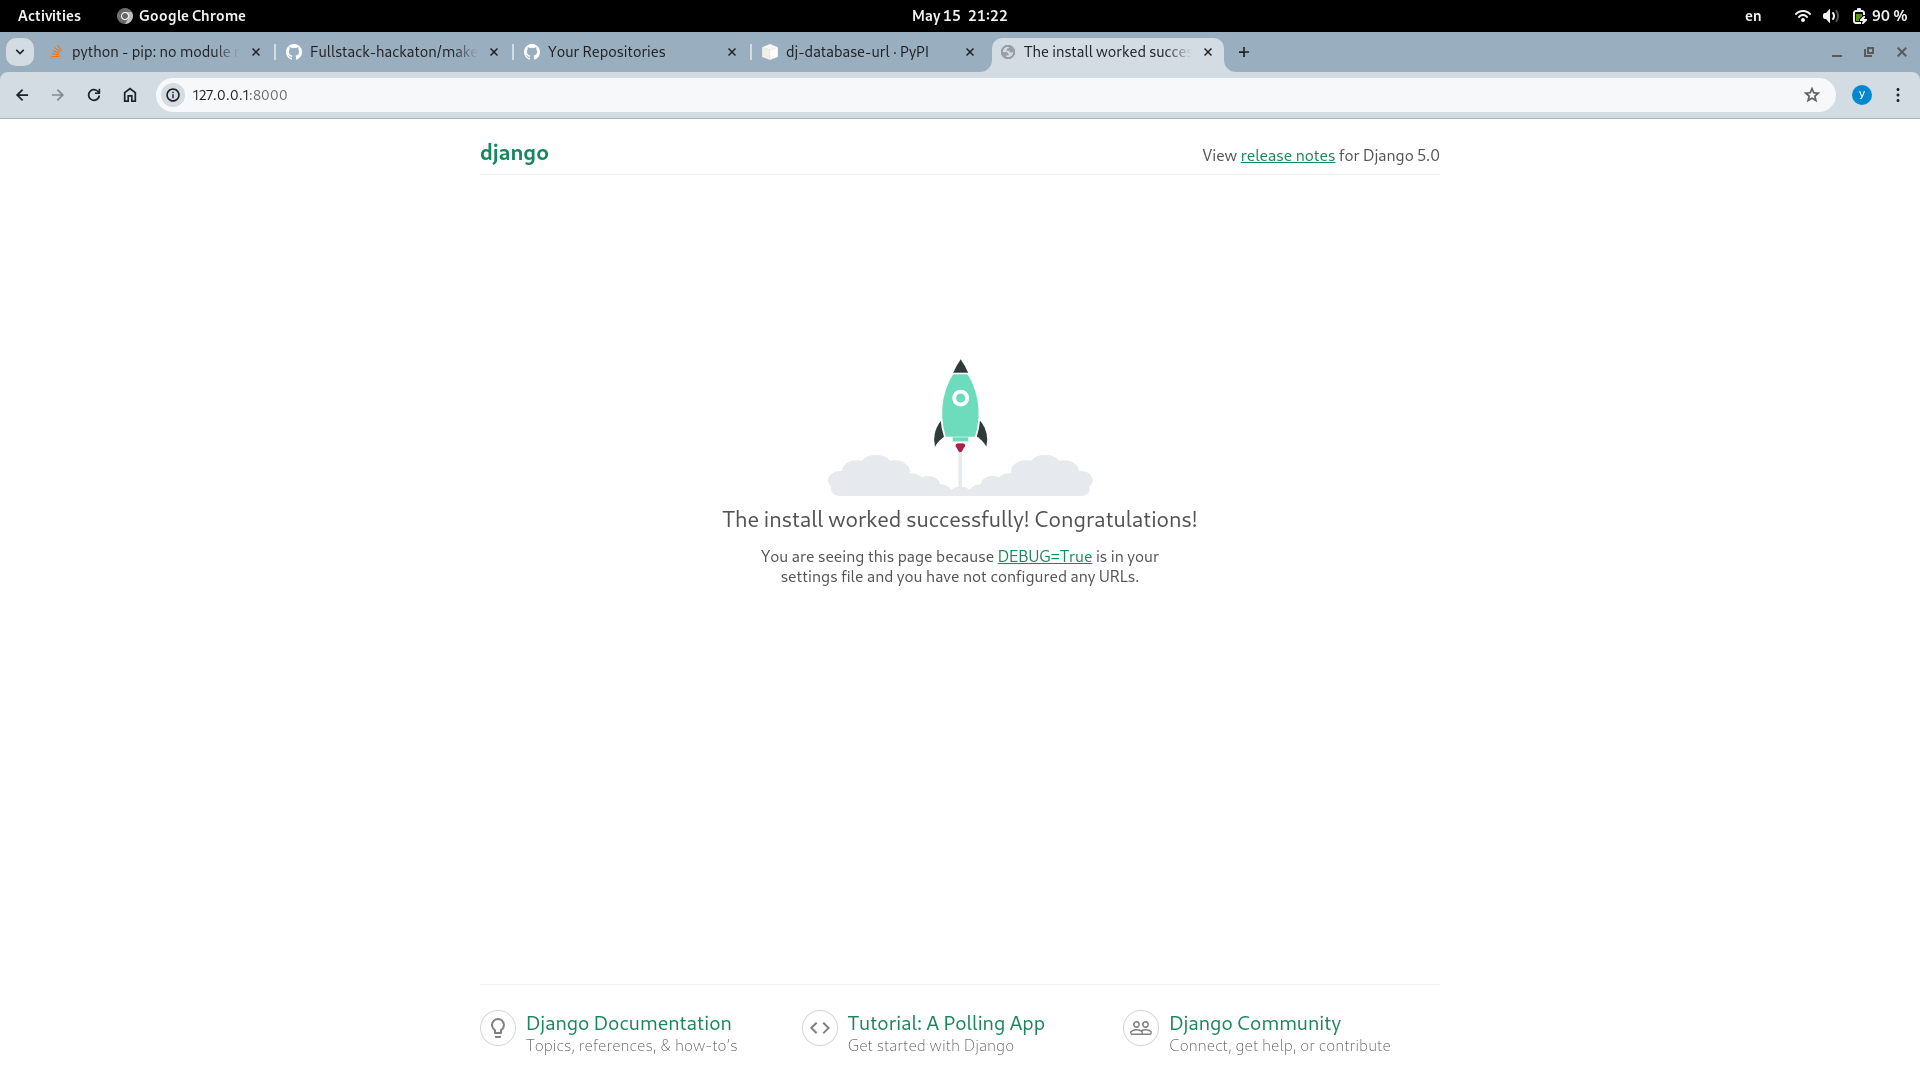 Activities Google Chrome May 15 21:22 en 90 %
python - pip: no module Fullstack-hackaton/make Your Repositories dj-database-url · PyPI The install worked succes
127.0.0.1:8000
django View release notes for Django 5.0
The install worked successfully! Congratulations!
You are seeing this page because DEBUG=True is in your
settings file and you have not configured any URLs.
Django Documentation Tutorial: A Polling App Django Community
Topics, references, & how-to’s Get started with Django Connect, get help, or contribute